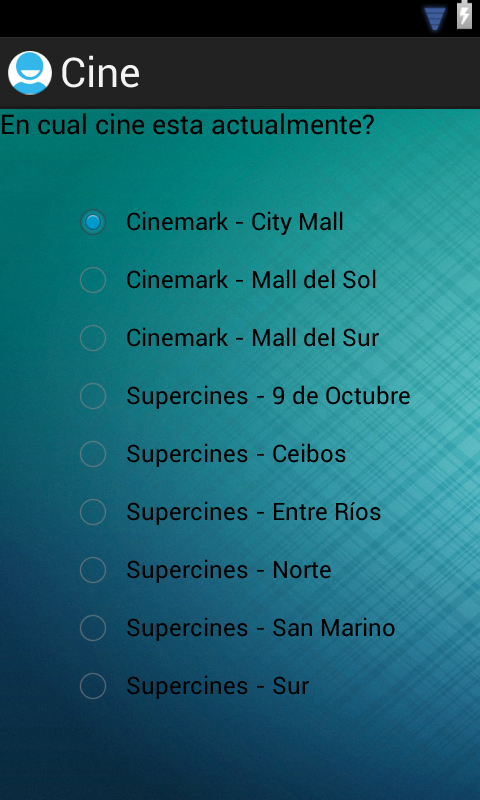 Cine
En cual cine esta actualmente?
Cinemark - City Mall
Cinemark - Mall del Sol
Cinemark - Mall del Sur
Supercines - 9 de Octubre
Supercines - Ceibos
Supercines - Entre Ríos
Supercines - Norte
Supercines - San Marino
Supercines - Sur